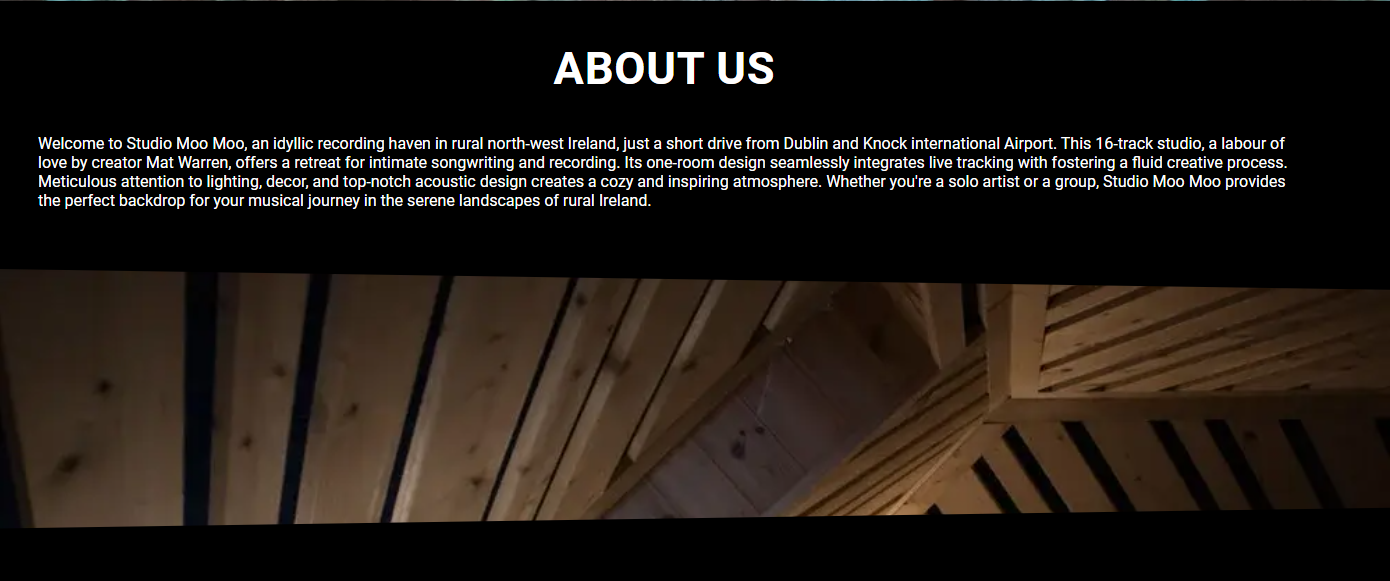 ABOUT US
Welcome to Studio Moo Moo, an idyllic recording haven in rural north-west Ireland, just a short drive from Dublin and Knock international Airport. This 16-track studio, a labour of
love by creator Mat Warren, offers a retreat for intimate songwriting and recording. Its one-room design seamlessly integrates live tracking with fostering a fluid creative process.
Meticulous attention to lighting, decor, and top-notch acoustic design creates a cozy and inspiring atmosphere. Whether you're a solo artist or a group, Studio Moo Moo provides
the perfect backdrop for your musical journey in the serene landscapes of rural Ireland.